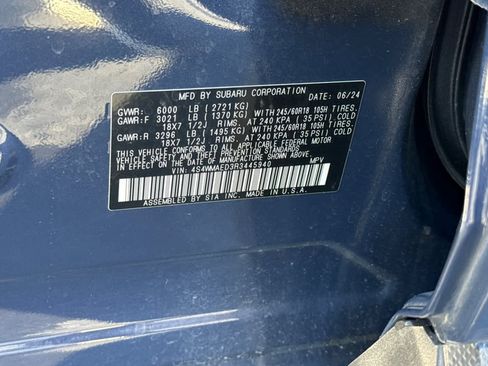 MFD BY SUBARU CORPORATION DATE 06/24
GVWR: 6000 LB (2721 KG)
GAWR:F 3021 LB (1370 KG) WITH 245/60R18 105H TIRES.
18X7 1/2J RIMS. AT 240 KPA (35 PSI) COLD
GAWR:R 3296 LB (1495 KG) WITH 245/60R18 105H TIRES.
18X7 1/2J RIMS. AT 240 KPA (35 PSI) COLD
THIS VEHICLE CONFORMS TO ALL APPLICABLE FEDERAL MOTOR
VEHICLE SAFETY STANDARDS IN EFFECT ON THE DATE OF
MANUFACTURE SHOWN ABOVE.
VIN: 4S4WMAED3R3445940 MPV
ASSEMBLED BY SIA INC. MADE IN U.S.A.